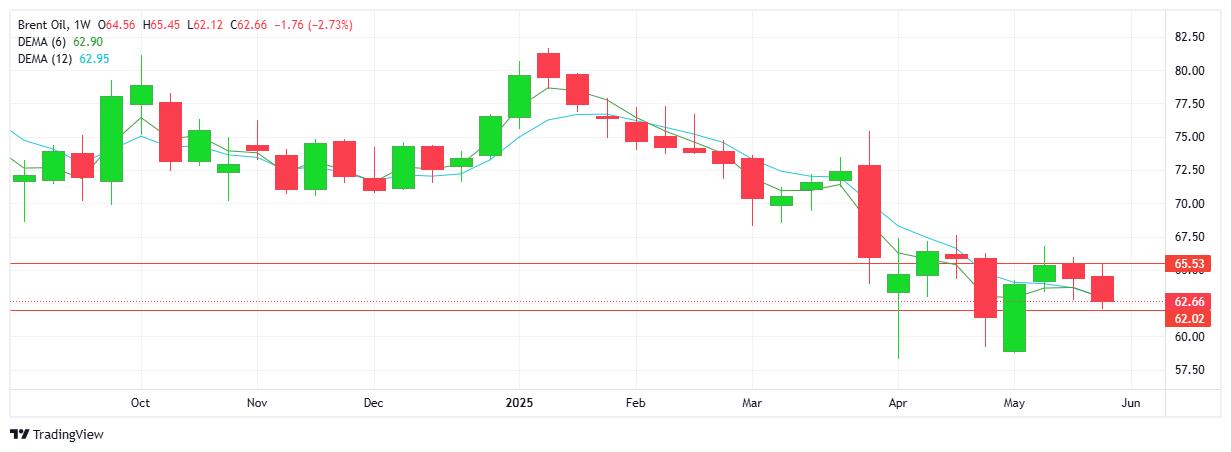 Brent Oil, 1W O64.56 H65.45 L62.12 C62.66 −1.76 (−2.73%)
DEMA (6) 62.90
DEMA (12) 62.95
82.50
80.00
77.50
75.00
72.50
70.00
67.50
65.53
62.66
62.02
60.00
57.50
Oct Nov Dec 2025 Feb Mar Apr May Jun
TradingView